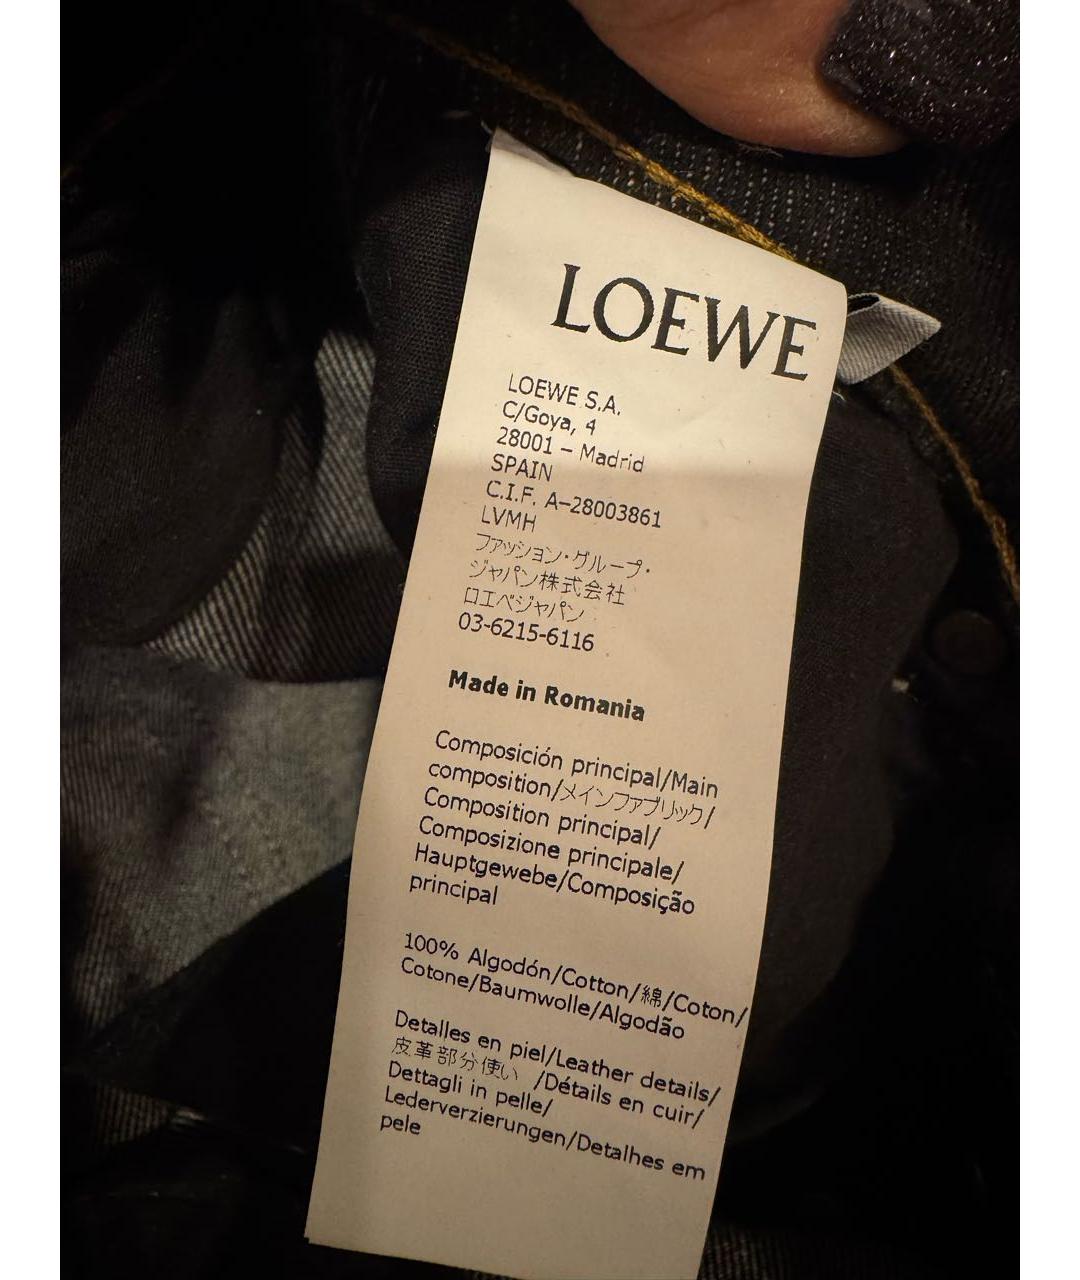 LOEWE
LOEWE S.A.
C/Goya, 4
28001 – Madrid
SPAIN
C.I.F. A–28003861
LVMH
ファッション・グループ・
ジャパン株式会社
ロエベジャパン
03-6215-6116
Made in Romania
Composición principal/Main
composition/メインファブリック/
Composition principal/
Composizione principale/
Hauptgewebe/Composição
principal
100% Algodón/Cotton/綿/Coton/
Cotone/Baumwolle/Algodão
Detalles en piel/Leather details/
皮革部分使い /Détails en cuir/
Dettagli in pelle/
Lederverzierungen/Detalhes em
pele